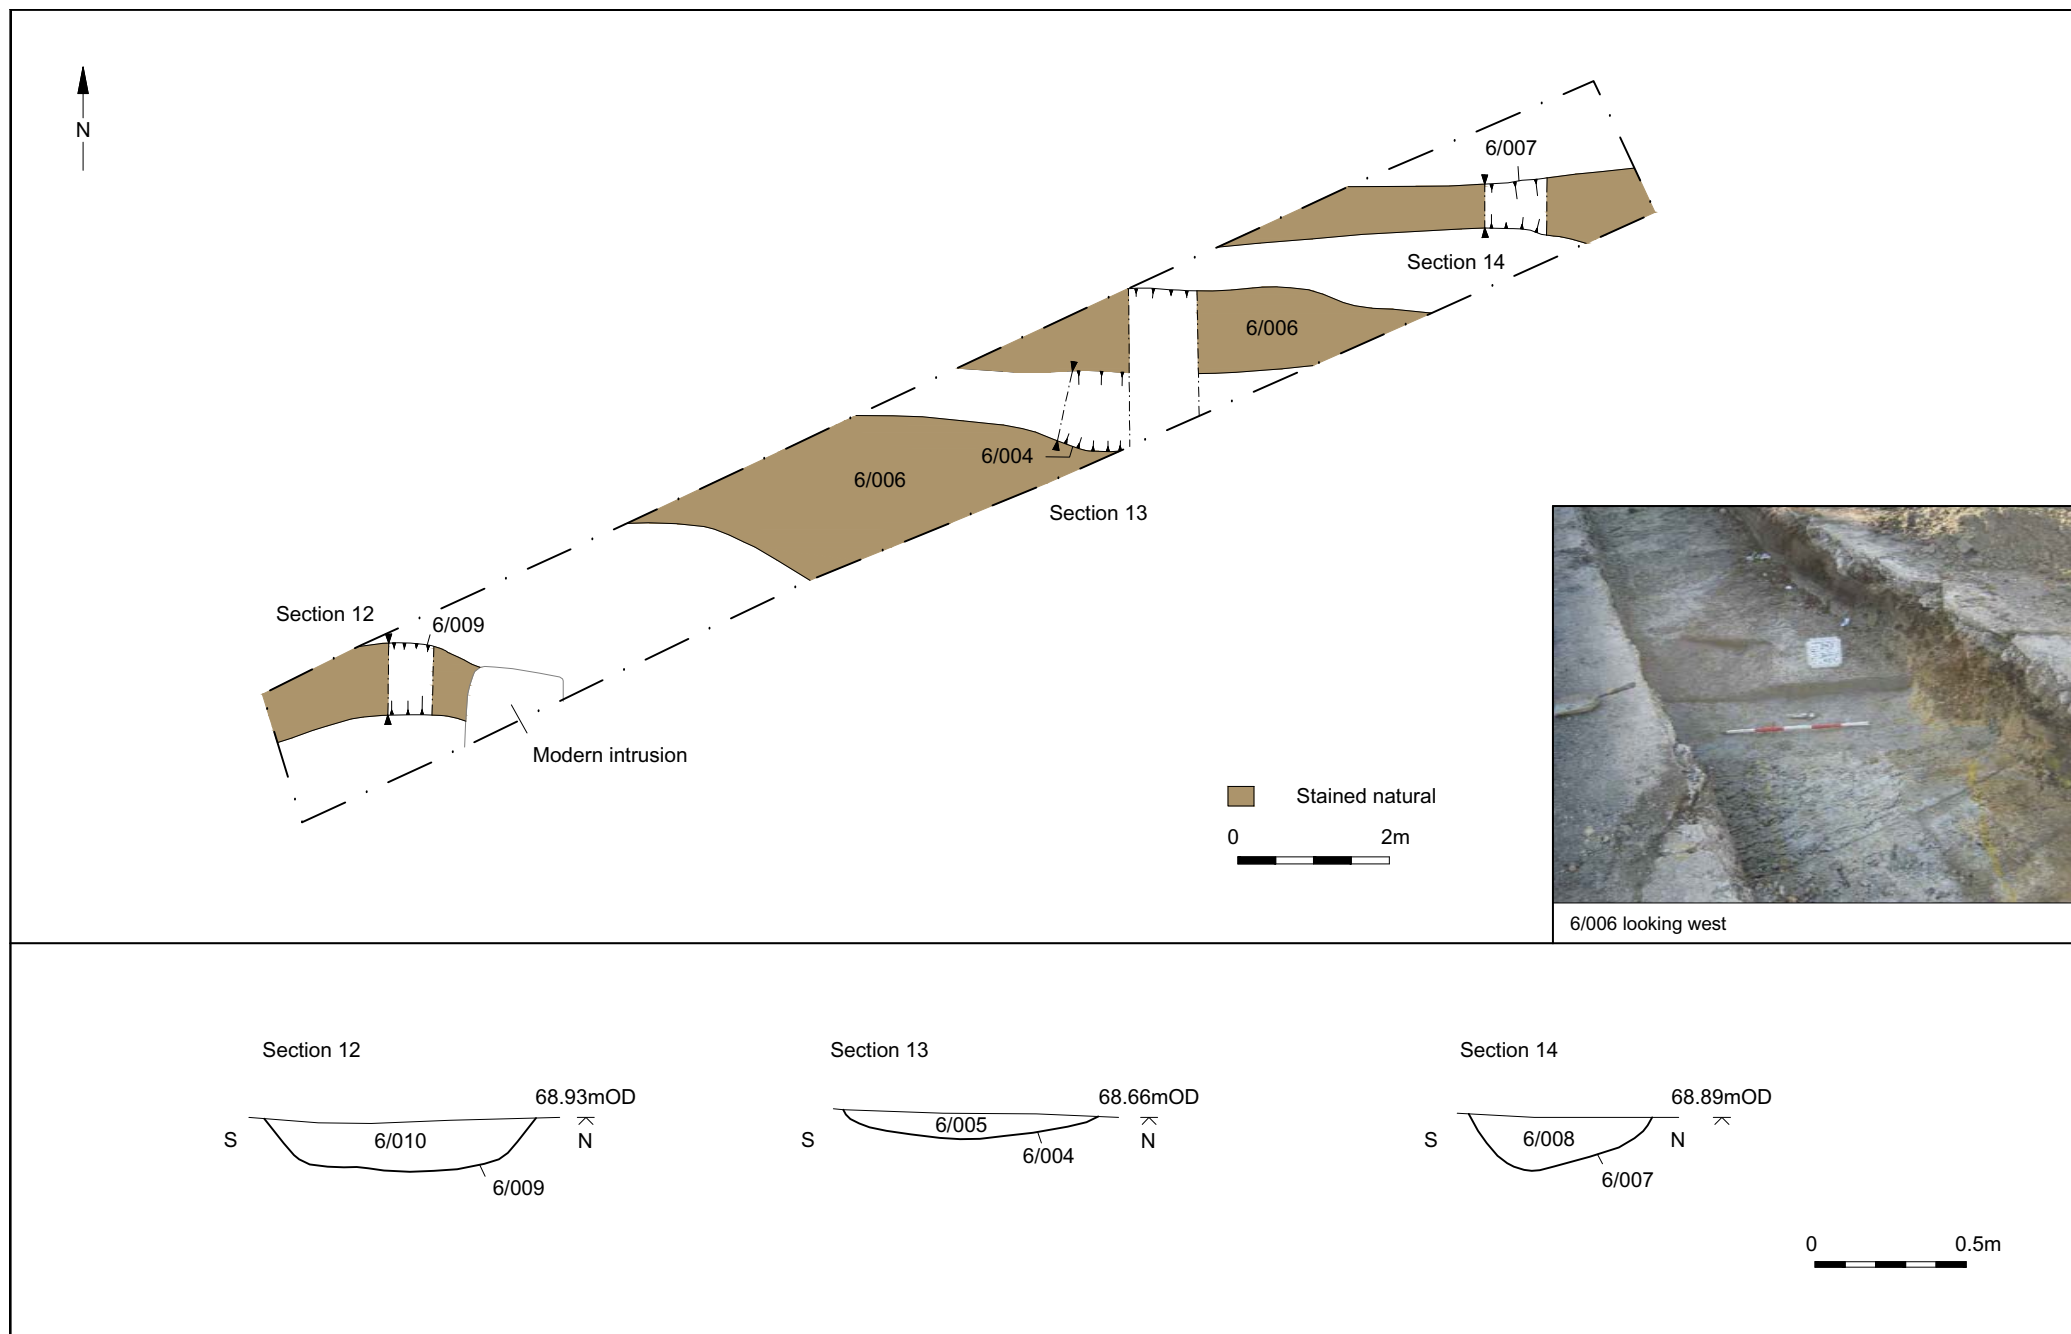 N
6/007
Section 14
6/006
6/004
6/006
Section 13
Section 12
6/009
Modern intrusion
Stained natural
0 2m
6/006 looking west
Section 12
68.93mOD
S
6/010
N
6/009
Section 13
68.66mOD
S
6/005
N
6/004
Section 14
68.89mOD
S
6/008
N
6/007
0 0.5m